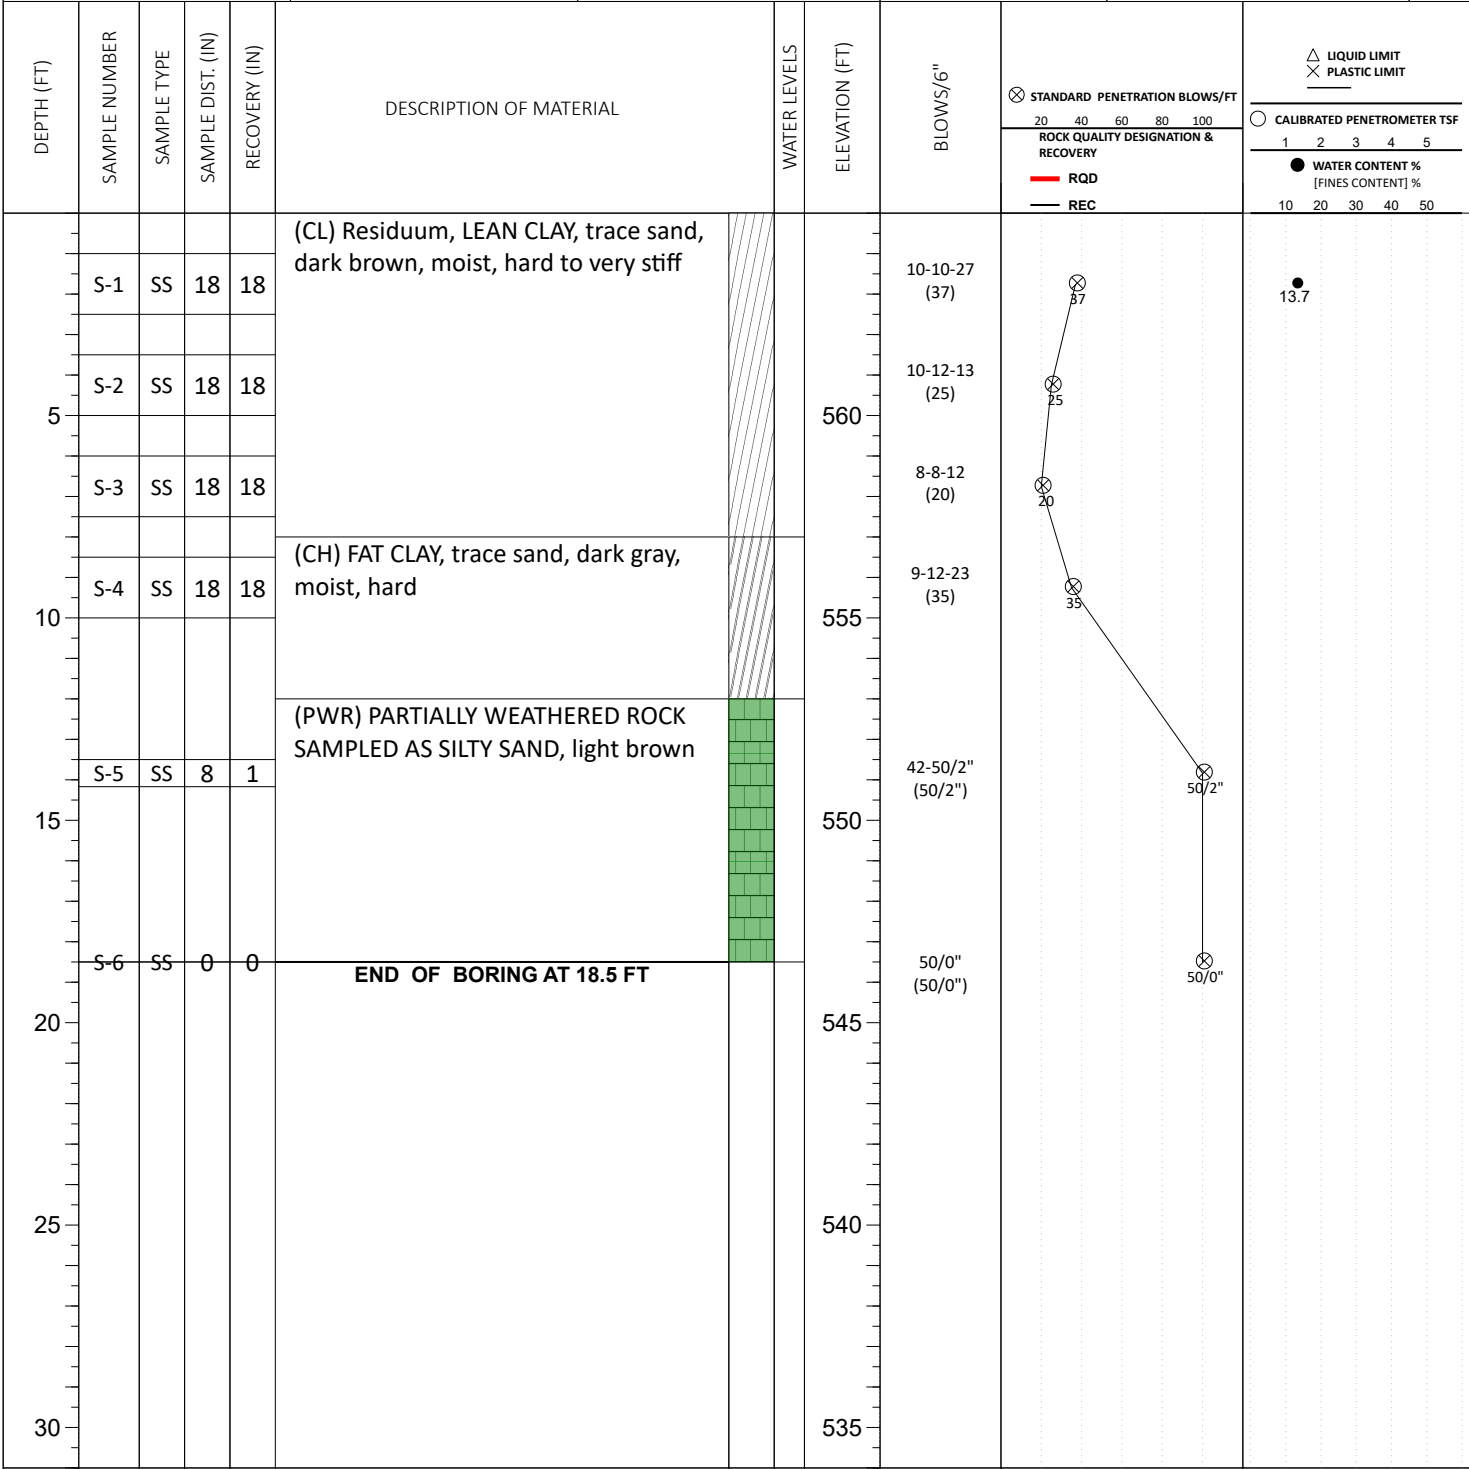 DEPTH (FT)
SAMPLE NUMBER
SAMPLE TYPE
SAMPLE DIST. (IN)
RECOVERY (IN)
DESCRIPTION OF MATERIAL
WATER LEVELS
ELEVATION (FT)
BLOWS/6"
STANDARD PENETRATION BLOWS/FT
20 40 60 80 100
ROCK QUALITY DESIGNATION &
RECOVERY
RQD
REC
LIQUID LIMIT
PLASTIC LIMIT
CALIBRATED PENETROMETER TSF
1 2 3 4 5
WATER CONTENT %
[FINES CONTENT] %
10 20 30 40 50
(CL) Residuum, LEAN CLAY, trace sand,
dark brown, moist, hard to very stiff
S-1 SS 18 18
10-10-27
(37)
37
13.7
S-2 SS 18 18
10-12-13
(25)
25
5
560
S-3 SS 18 18
8-8-12
(20)
20
(CH) FAT CLAY, trace sand, dark gray,
moist, hard
S-4 SS 18 18
9-12-23
(35)
35
10
555
(PWR) PARTIALLY WEATHERED ROCK
SAMPLED AS SILTY SAND, light brown
S-5 SS 8 1
42-50/2"
(50/2")
50/2"
15
550
S-6 SS 0 0
END OF BORING AT 18.5 FT
50/0"
(50/0")
50/0"
20
545
25
540
30
535